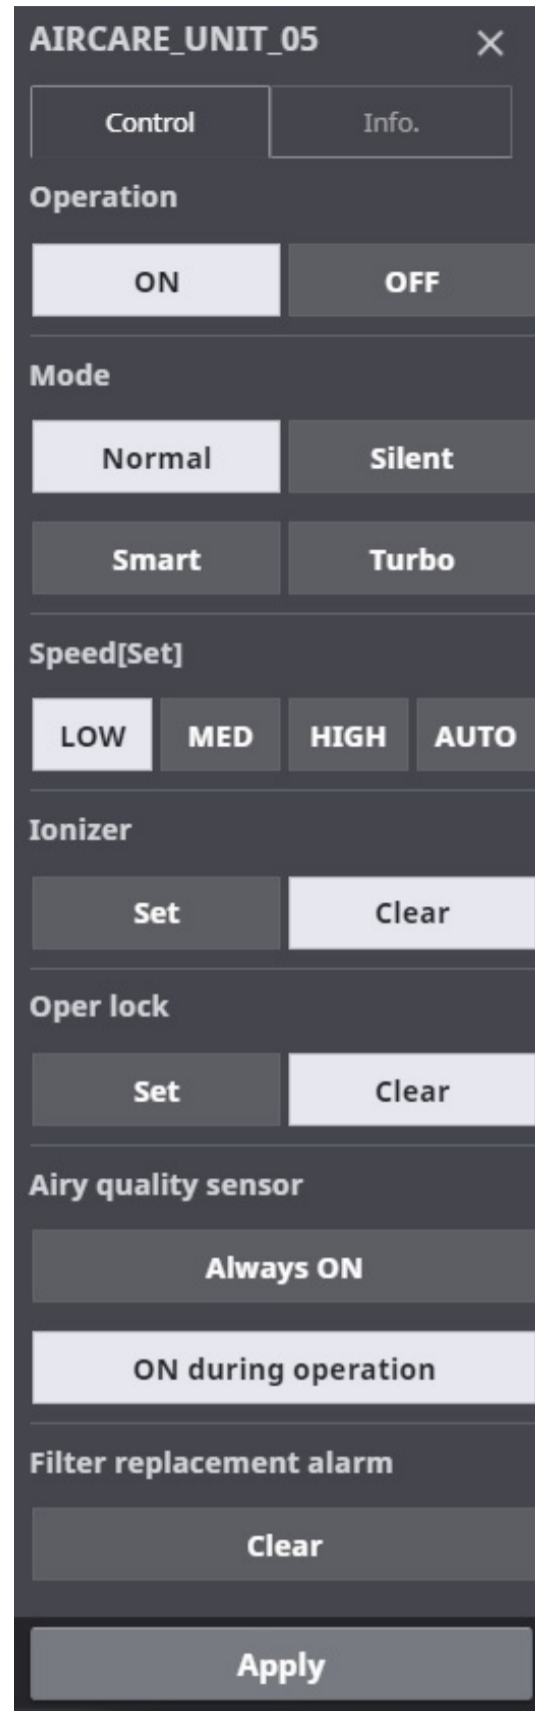 AIRCARE_UNIT_05 ×
Control Info.
Operation
ON OFF
Mode
Normal Silent
Smart Turbo
Speed[Set]
LOW MED HIGH AUTO
Ionizer
Set Clear
Oper lock
Set Clear
Airy quality sensor
Always ON
ON during operation
Filter replacement alarm
Clear
Apply